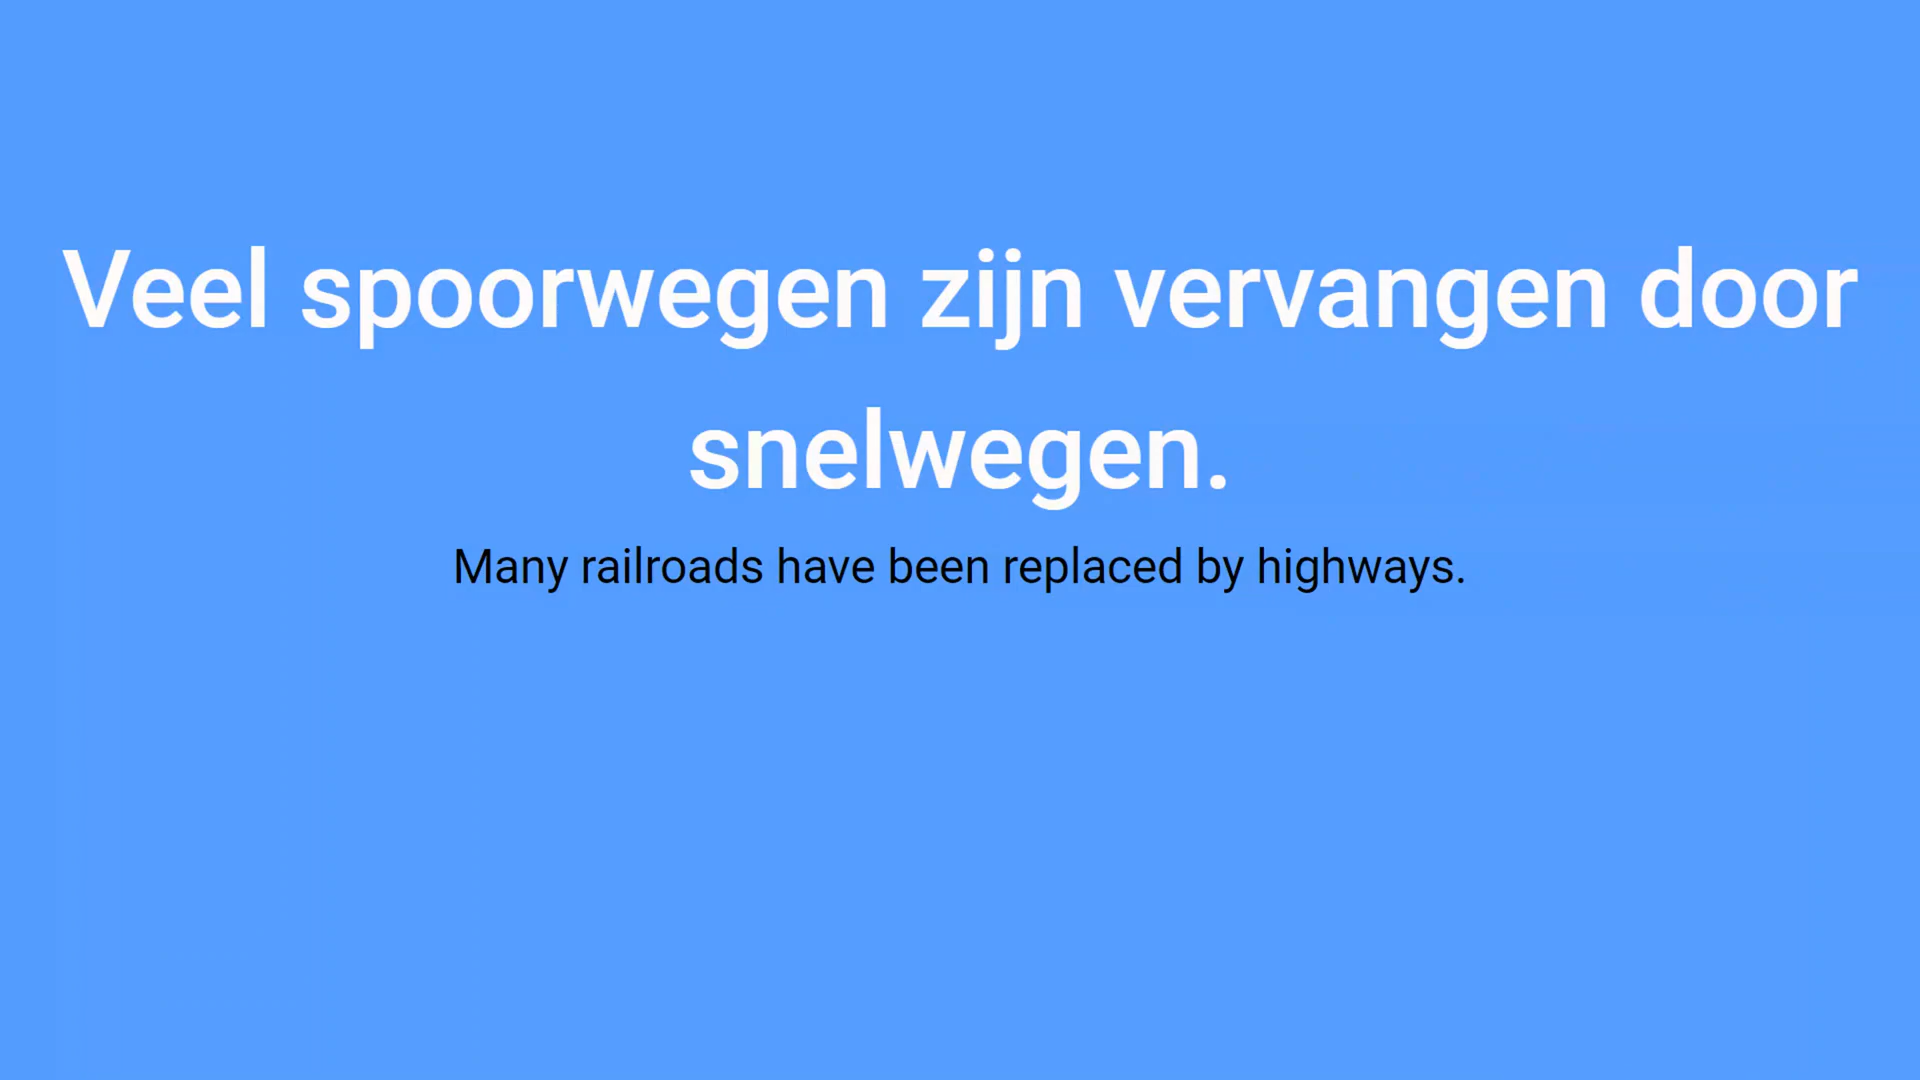 Veel spoorwegen zijn vervangen door
snelwegen.
Many railroads have been replaced by highways.